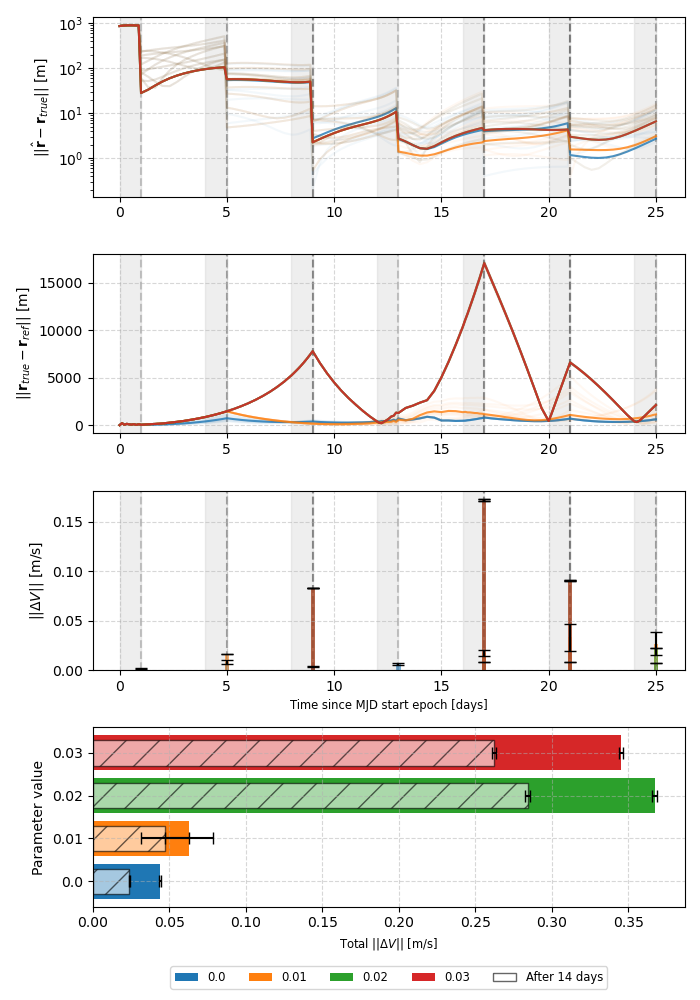 10³
10²
10¹
10⁰
||r̂ − r_true|| [m]
0 5 10 15 20 25
15000
10000
5000
0
||r_true − r_ref|| [m]
0 5 10 15 20 25
0.15
0.10
0.05
0.00
||ΔV|| [m/s]
0 5 10 15 20 25
Time since MJD start epoch [days]
Parameter value
0.03
0.02
0.01
0.0
0.00 0.05 0.10 0.15 0.20 0.25 0.30 0.35
Total ||ΔV|| [m/s]
0.0 0.01 0.02 0.03 After 14 days